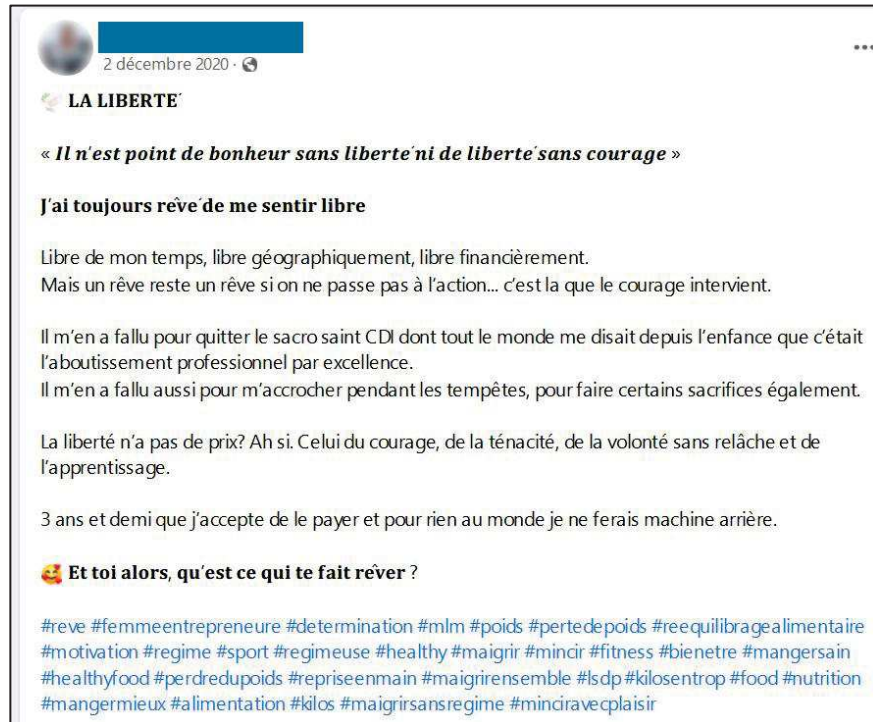 2 décembre 2020 ·
LA LIBERTE´
« Il n'est point de bonheur sans liberte´ni de liberte´sans courage »
J'ai toujours rêve´de me sentir libre
Libre de mon temps, libre géographiquement, libre financièrement.
Mais un rêve reste un rêve si on ne passe pas à l'action... c'est la que le courage intervient.
Il m'en a fallu pour quitter le sacro saint CDI dont tout le monde me disait depuis l'enfance que c'était
l'aboutissement professionnel par excellence.
Il m'en a fallu aussi pour m'accrocher pendant les tempêtes, pour faire certains sacrifices également.
La liberté n'a pas de prix? Ah si. Celui du courage, de la ténacité, de la volonté sans relâche et de
l'apprentissage.
3 ans et demi que j'accepte de le payer et pour rien au monde je ne ferais machine arrière.
Et toi alors, qu'est ce qui te fait rêver ?
#reve #femmeentrepreneure #determination #mlm #poids #pertedepoids #reequilibragealimentaire
#motivation #regime #sport #regimeuse #healthy #maigrir #mincir #fitness #bienetre #mangersain
#healthyfood #perdredupoids #repriseenmain #maigrirensemble #lsdp #kilosentrop #food #nutrition
#mangermieux #alimentation #kilos #maigrirsansregime #minciravecplaisir